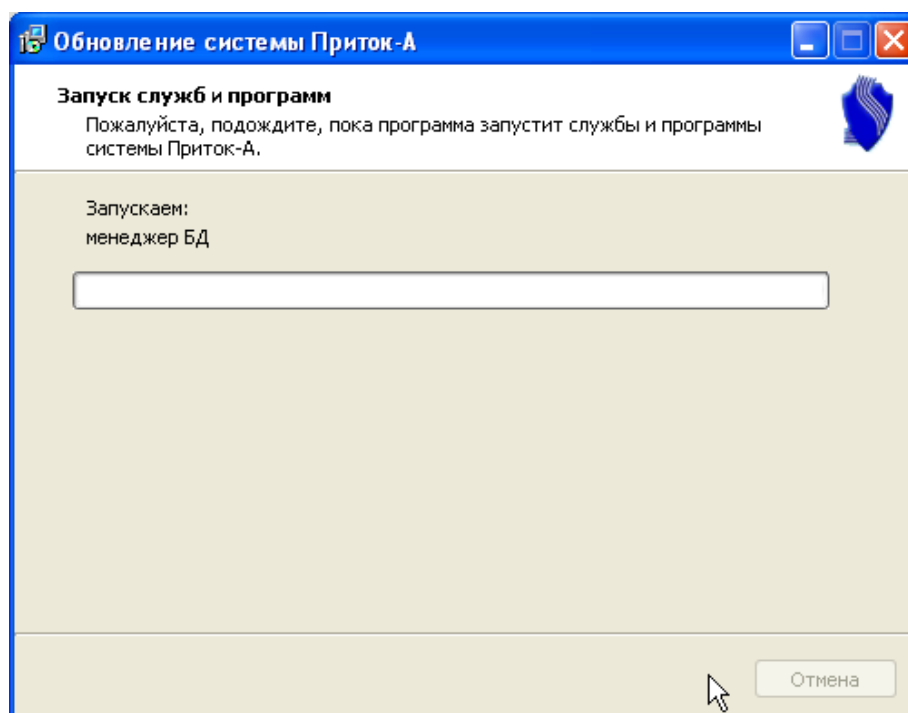 Обновление системы Приток-А
Запуск служб и программ
Пожалуйста, подождите, пока программа запустит службы и программы
системы Приток-А.
Запускаем:
менеджер БД
Отмена